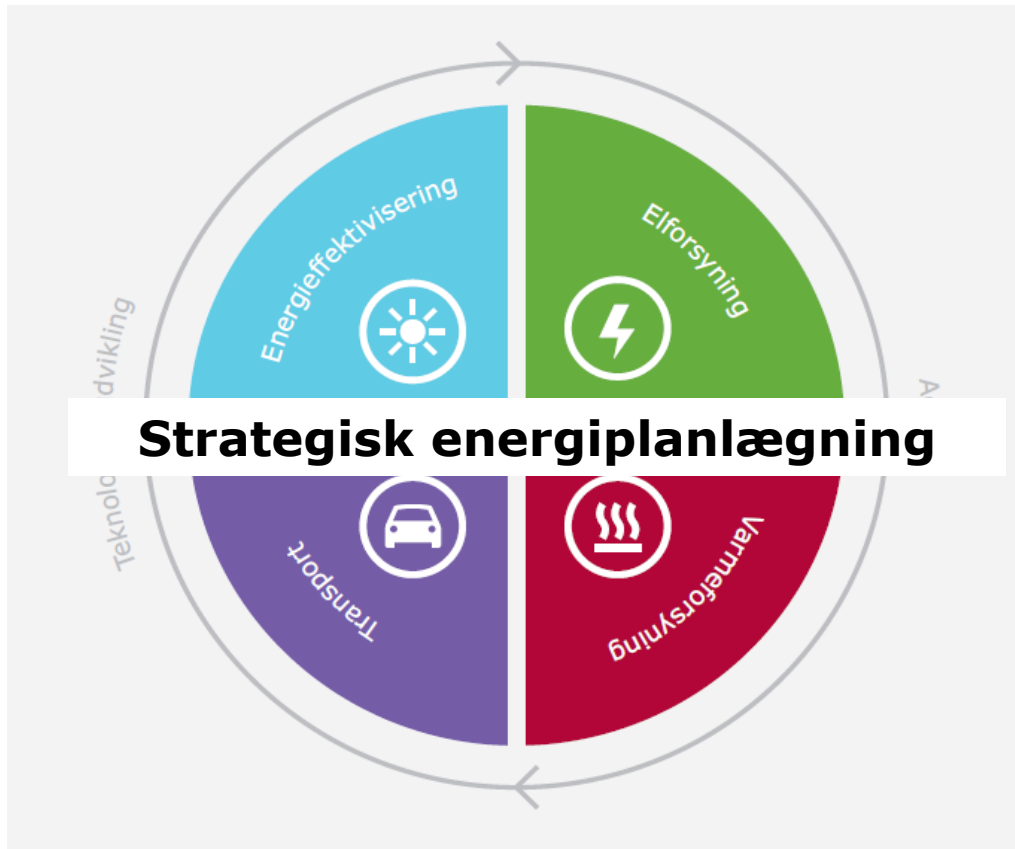 Energieffektivisering
Elforsyning
Strategisk energiplanlægning
Transport
Varmeforsyning